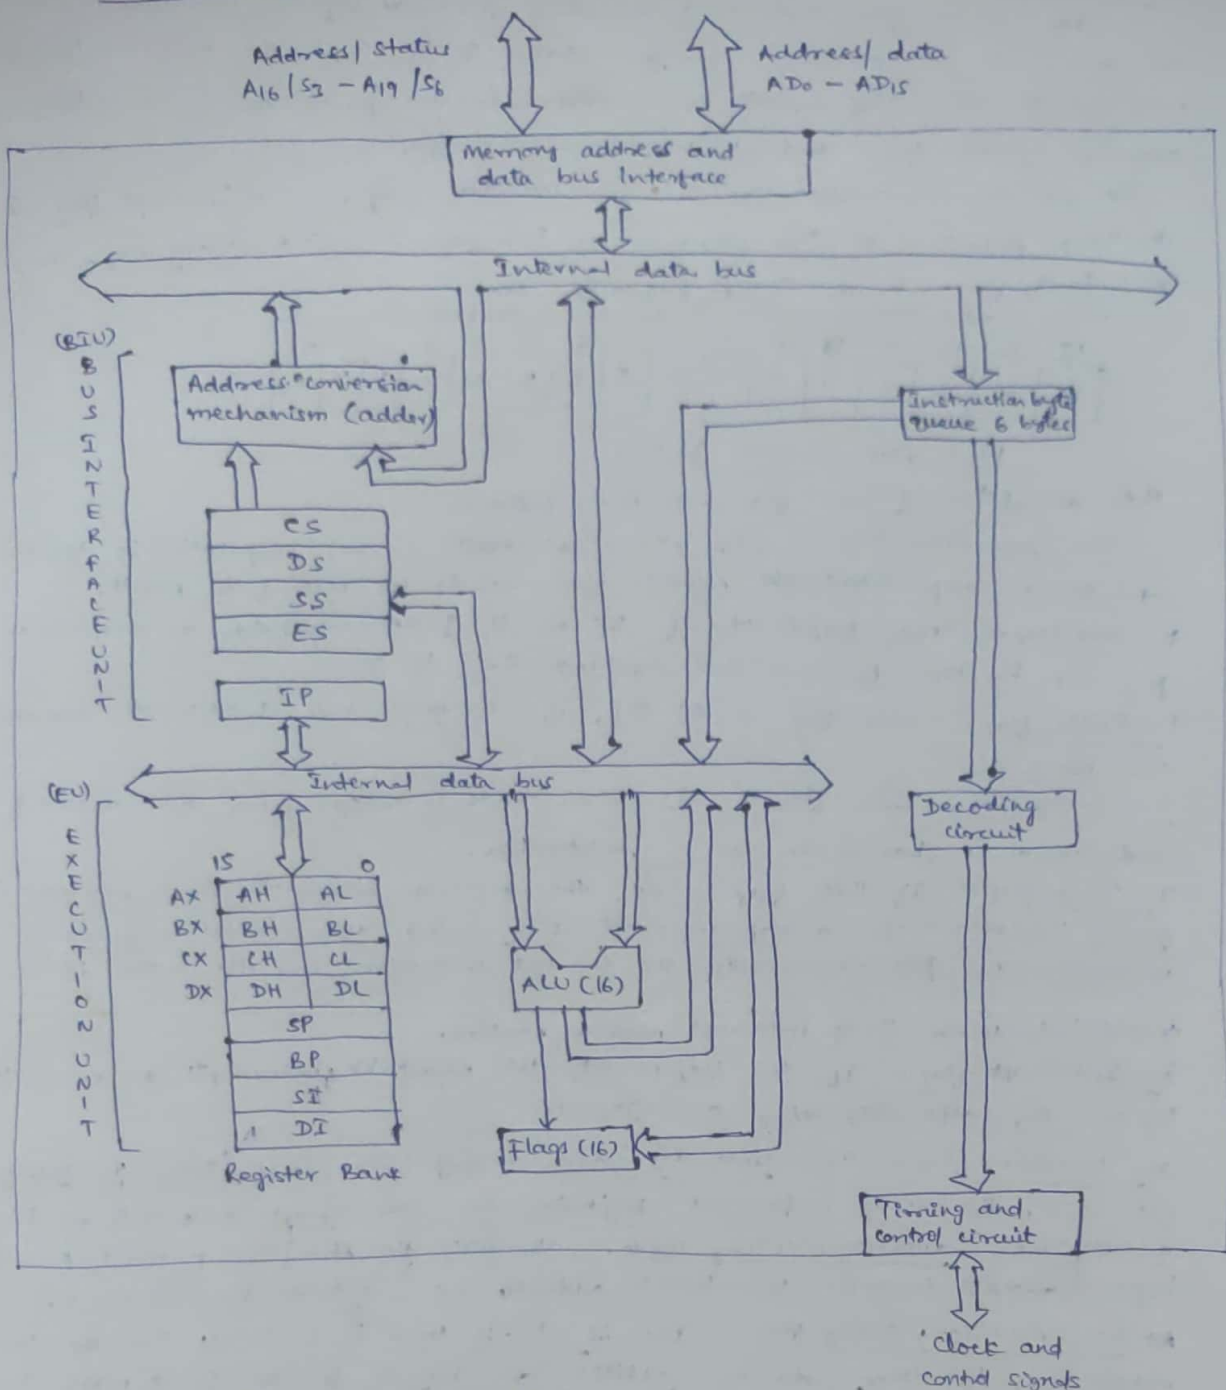 Address/ status
A16/S3 - A19/S6
Address/ data
AD0 - AD15
Memory address and
data bus Interface
Internal data bus
(BIU)
BUS INTERFACE UNIT
Address conversion
mechanism (adder)
Instruction byte
queue 6 bytes
CS
DS
SS
ES
IP
Internal data bus
(EU)
EXECUTION UNIT
Decoding
circuit
15 0
AX AH AL
BX BH BL
CX CH CL
DX DH DL
SP
BP
SI
DI
Register Bank
ALU (16)
Flags (16)
Timing and
control circuit
Clock and
control signals